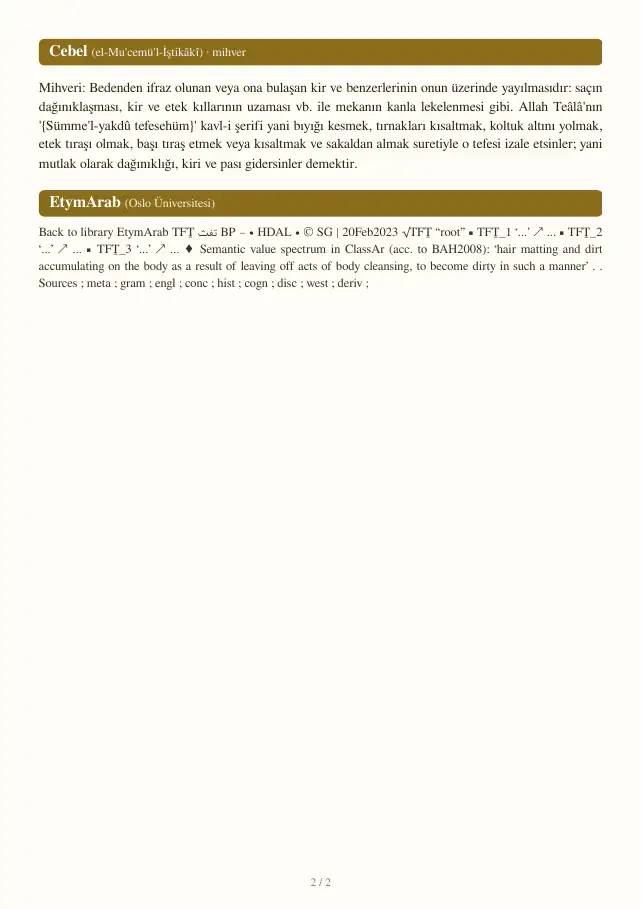 Cebel (el-Mu'cemü'l-İştikâkî) · mihver
Mihveri: Bedenden ifraz olunan veya ona bulaşan kir ve benzerlerinin onun üzerinde yayılmasıdır: saçın
dağınıklaşması, kir ve etek kıllarının uzaması vb. ile mekanın kanla lekelenmesi gibi. Allah Teâlâ'nın
'{Sümme'l-yakdû tefesehüm}' kavl-i şerifi yani bıyığı kesmek, tırnakları kısaltmak, koltuk altını yolmak,
etek tıraşı olmak, başı tıraş etmek veya kısaltmak ve sakaldan almak suretiyle o tefesi izale etsinler; yani
mutlak olarak dağınıklığı, kiri ve pası gidersinler demektir.
EtymArab (Oslo Üniversitesi)
Back to library EtymArab TFṮ تفث BP – • HDAL • © SG | 20Feb2023 √TFṮ “root” ▪ TFṮ_1 ‘...’ ↗ ... ▪ TFṮ_2
‘...’ ↗ ... ▪ TFṮ_3 ‘...’ ↗ ... ♦ Semantic value spectrum in ClassAr (acc. to BAH2008): ‘hair matting and dirt
accumulating on the body as a result of leaving off acts of body cleansing, to become dirty in such a manner’ . .
Sources ; meta ; gram ; engl ; conc ; hist ; cogn ; disc ; west ; deriv ;
2 / 2